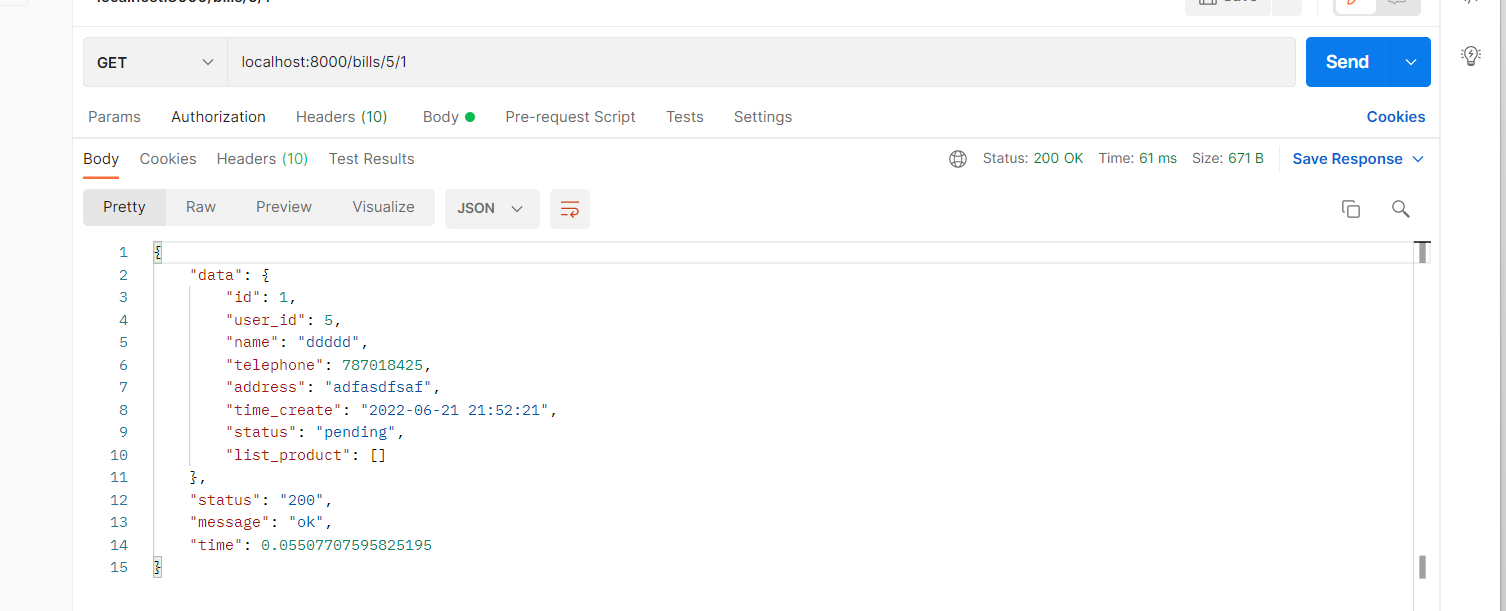 GET localhost:8000/bills/5/1 Send
Params Authorization Headers (10) Body Pre-request Script Tests Settings Cookies
Body Cookies Headers (10) Test Results Status: 200 OK Time: 61 ms Size: 671 B Save Response
Pretty Raw Preview Visualize JSON
1 {
2 "data": {
3 "id": 1,
4 "user_id": 5,
5 "name": "ddddd",
6 "telephone": 787018425,
7 "address": "adfasdfsaf",
8 "time_create": "2022-06-21 21:52:21",
9 "status": "pending",
10 "list_product": []
11 },
12 "status": "200",
13 "message": "ok",
14 "time": 0.05507707595825195
15 }